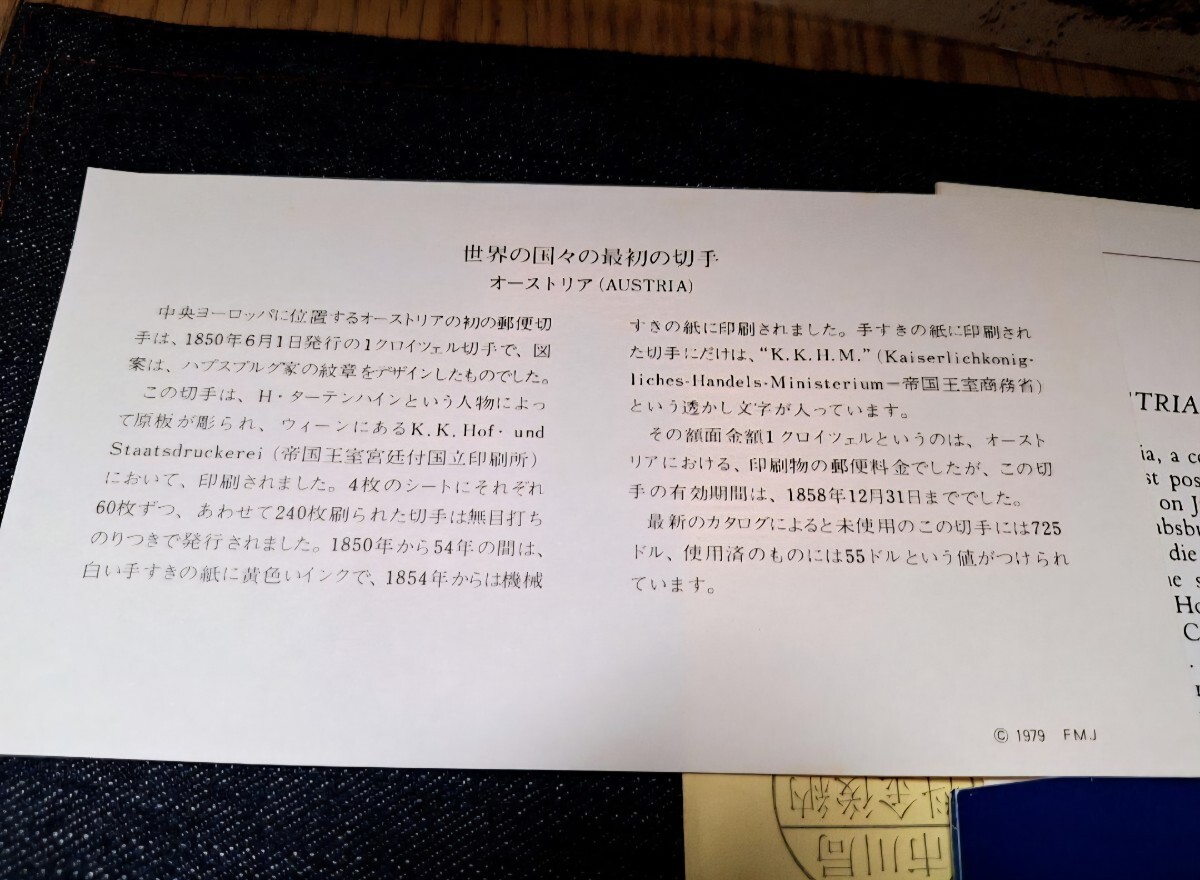 世界の国々の最初の切手
オーストリア(AUSTRIA)
中央ヨーロッパに位置するオーストリアの初の郵便切
手は、1850年6月1日発行の1クロイツェル切手で、図
案は、ハプスブルグ家の紋章をデザインしたものでした。
この切手は、H・ターテンハインという人物によっ
て原板が彫られ、ウィーンにあるK.K.Hof・und
Staatsdruckerei (帝国王室宮廷付国立印刷所)
において、印刷されました。4枚のシートにそれぞれ
60枚ずつ、あわせて240枚刷られた切手は無目打ち
のりつきで発行されました。1850年から54年の間は、
白い手すきの紙に黄色いインクで、1854年からは機械
すきの紙に印刷されました。手すきの紙に印刷され
た切手にだけは、“K.K.H.M.” (Kaiserlichkonig-
liches-Handels-Ministerium－帝国王室商務省)
という透かし文字が入っています。
その額面金額1クロイツェルというのは、オースト
リアにおける、印刷物の郵便料金でしたが、この切
手の有効期間は、1858年12月31日まででした。
最新のカタログによると未使用のこの切手には725
ドル、使用済のものには55ドルという値がつけられ
ています。
© 1979 FMJ
TRIA
ia, a ce
st pos
on J
absbu
die
e s
Ho
C
料金後納
市川局